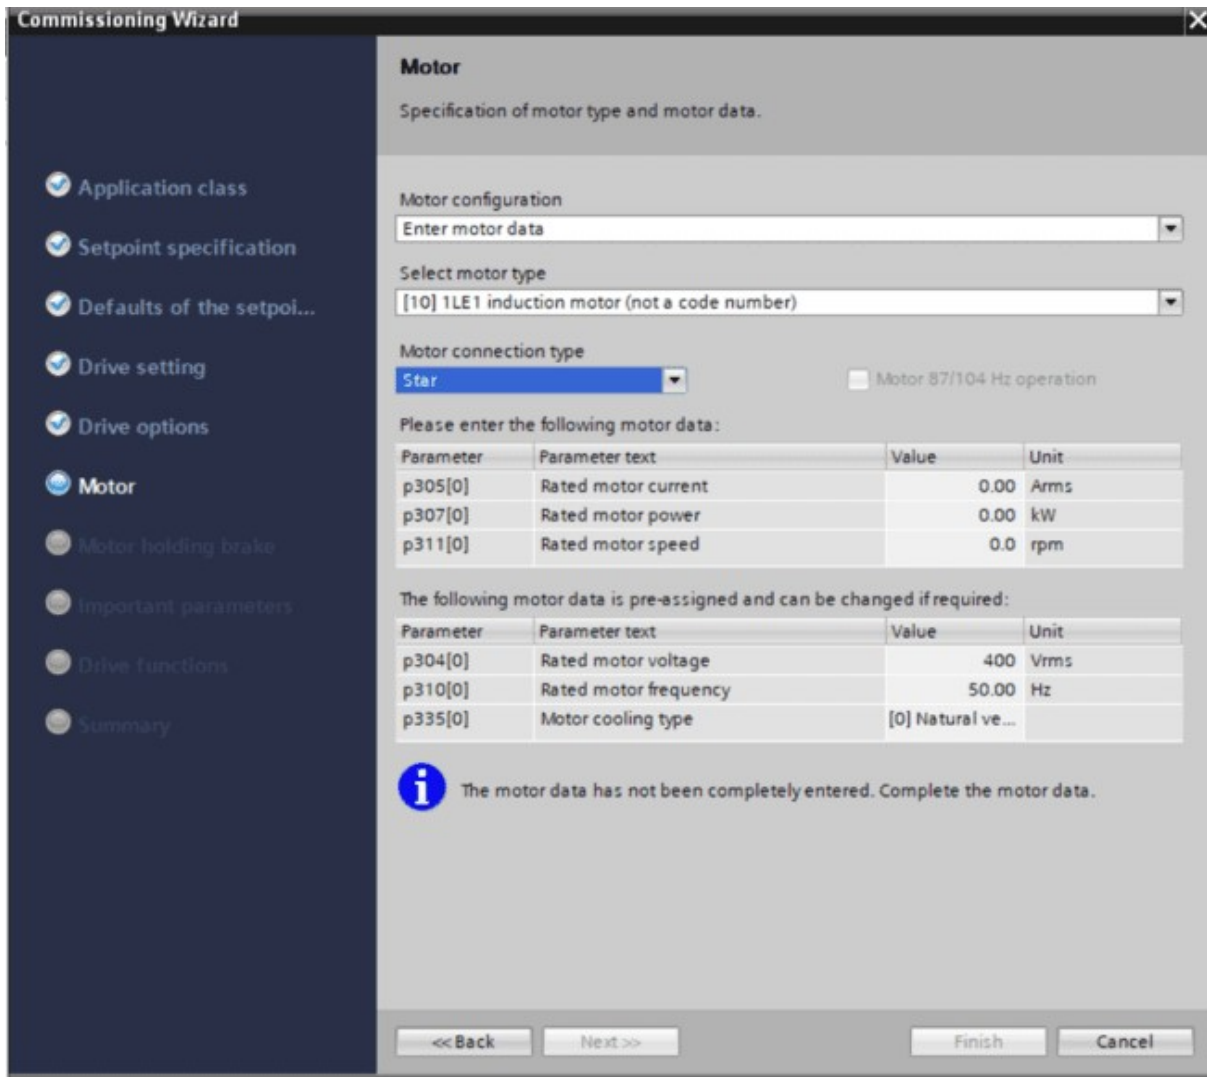 Commissioning Wizard
Motor
Specification of motor type and motor data.
Application class
Setpoint specification
Defaults of the setpoi...
Drive setting
Drive options
Motor
Motor holding brake
Important parameters
Drive functions
Summary
Motor configuration
Enter motor data
Select motor type
[10] 1LE1 induction motor (not a code number)
Motor connection type
Star
Motor 87/104 Hz operation
Please enter the following motor data:
Parameter Parameter text Value Unit
p305[0] Rated motor current 0.00 Arms
p307[0] Rated motor power 0.00 kW
p311[0] Rated motor speed 0.0 rpm
The following motor data is pre-assigned and can be changed if required:
Parameter Parameter text Value Unit
p304[0] Rated motor voltage 400 Vrms
p310[0] Rated motor frequency 50.00 Hz
p335[0] Motor cooling type [0] Natural ve...
The motor data has not been completely entered. Complete the motor data.
<<Back Next>> Finish Cancel